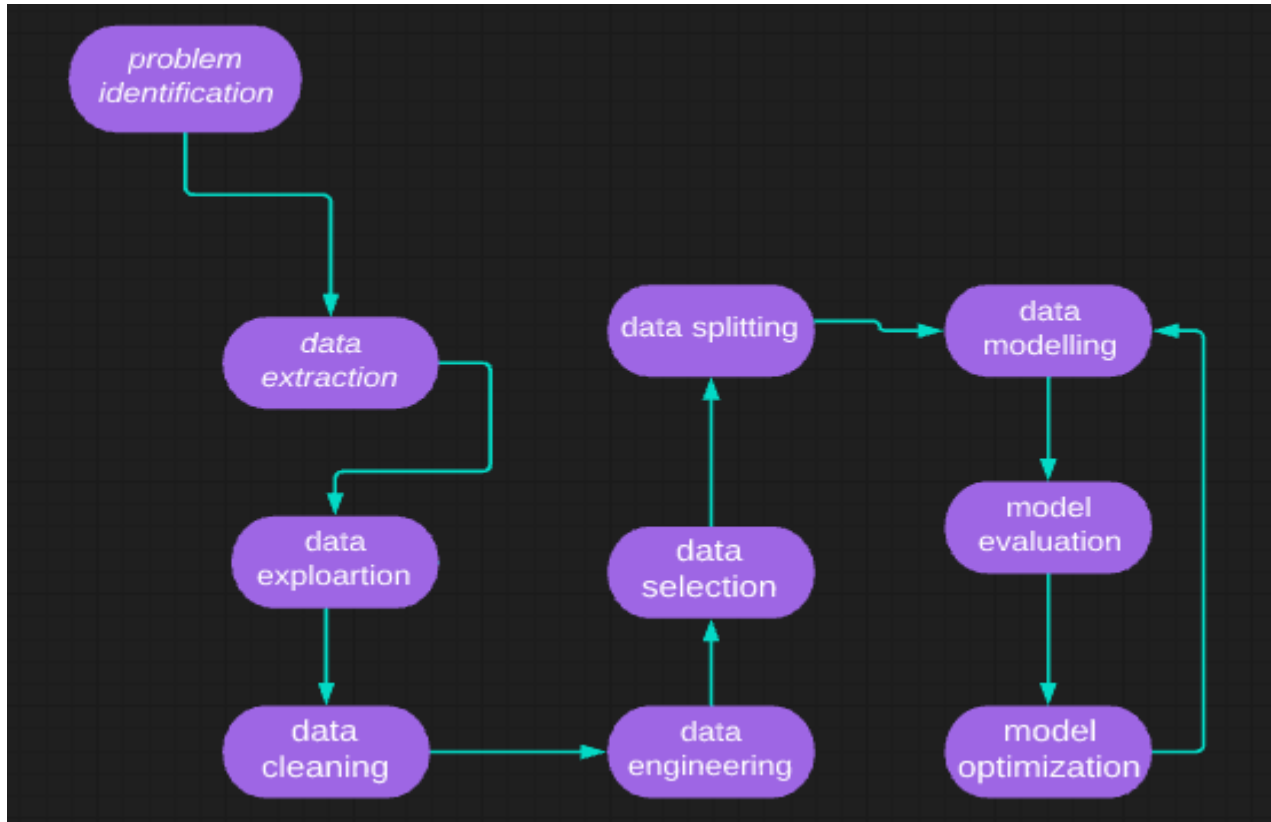 problem
identification
data
extraction
data
exploartion
data
cleaning
data
engineering
data
selection
data splitting
data
modelling
model
evaluation
model
optimization